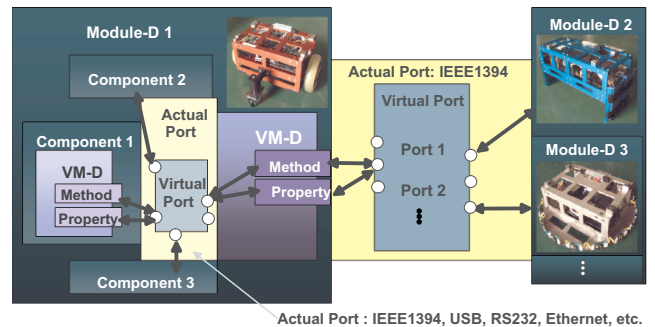 Module-D 1
Component 2
Actual
Port
Component 1
VM-D
Method
Property
Virtual
Port
VM-D
Method
Property
Component 3
Actual Port: IEEE1394
Virtual Port
Port 1
Port 2
Module-D 2
Module-D 3
Actual Port : IEEE1394, USB, RS232, Ethernet, etc.